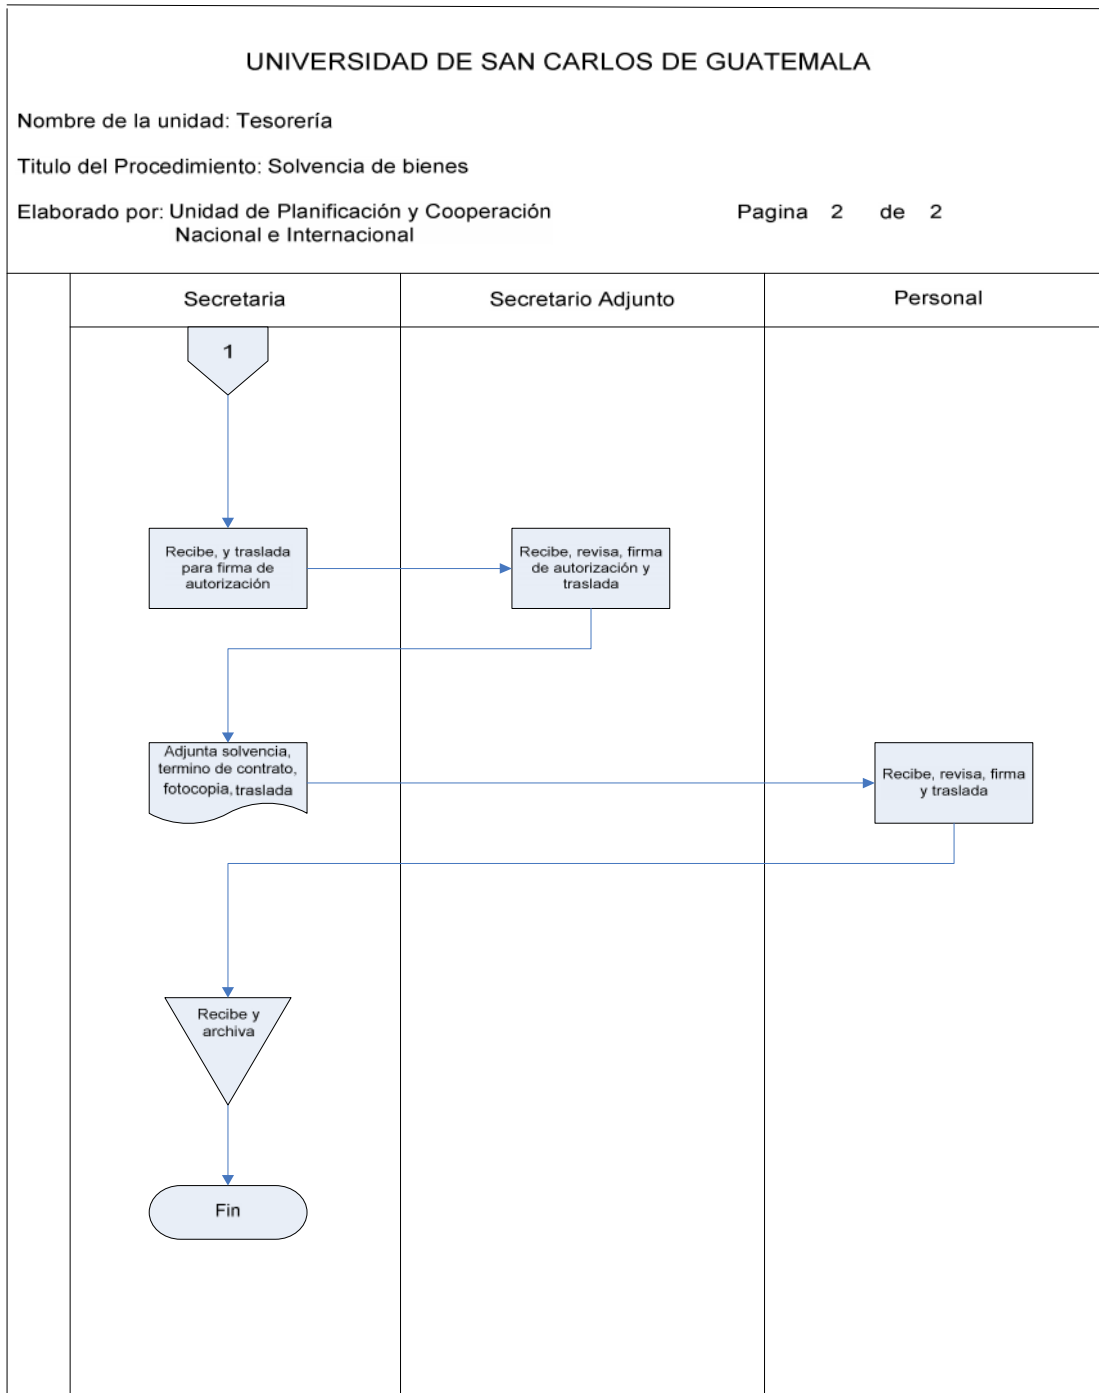 UNIVERSIDAD DE SAN CARLOS DE GUATEMALA
Nombre de la unidad: Tesorería
Titulo del Procedimiento: Solvencia de bienes
Elaborado por: Unidad de Planificación y Cooperación
Nacional e Internacional
Pagina 2 de 2
Secretaria
Secretario Adjunto
Personal
1
Recibe, y traslada
para firma de
autorización
Recibe, revisa, firma
de autorización y
traslada
Adjunta solvencia,
termino de contrato,
fotocopia, traslada
Recibe, revisa, firma
y traslada
Recibe y
archiva
Fin